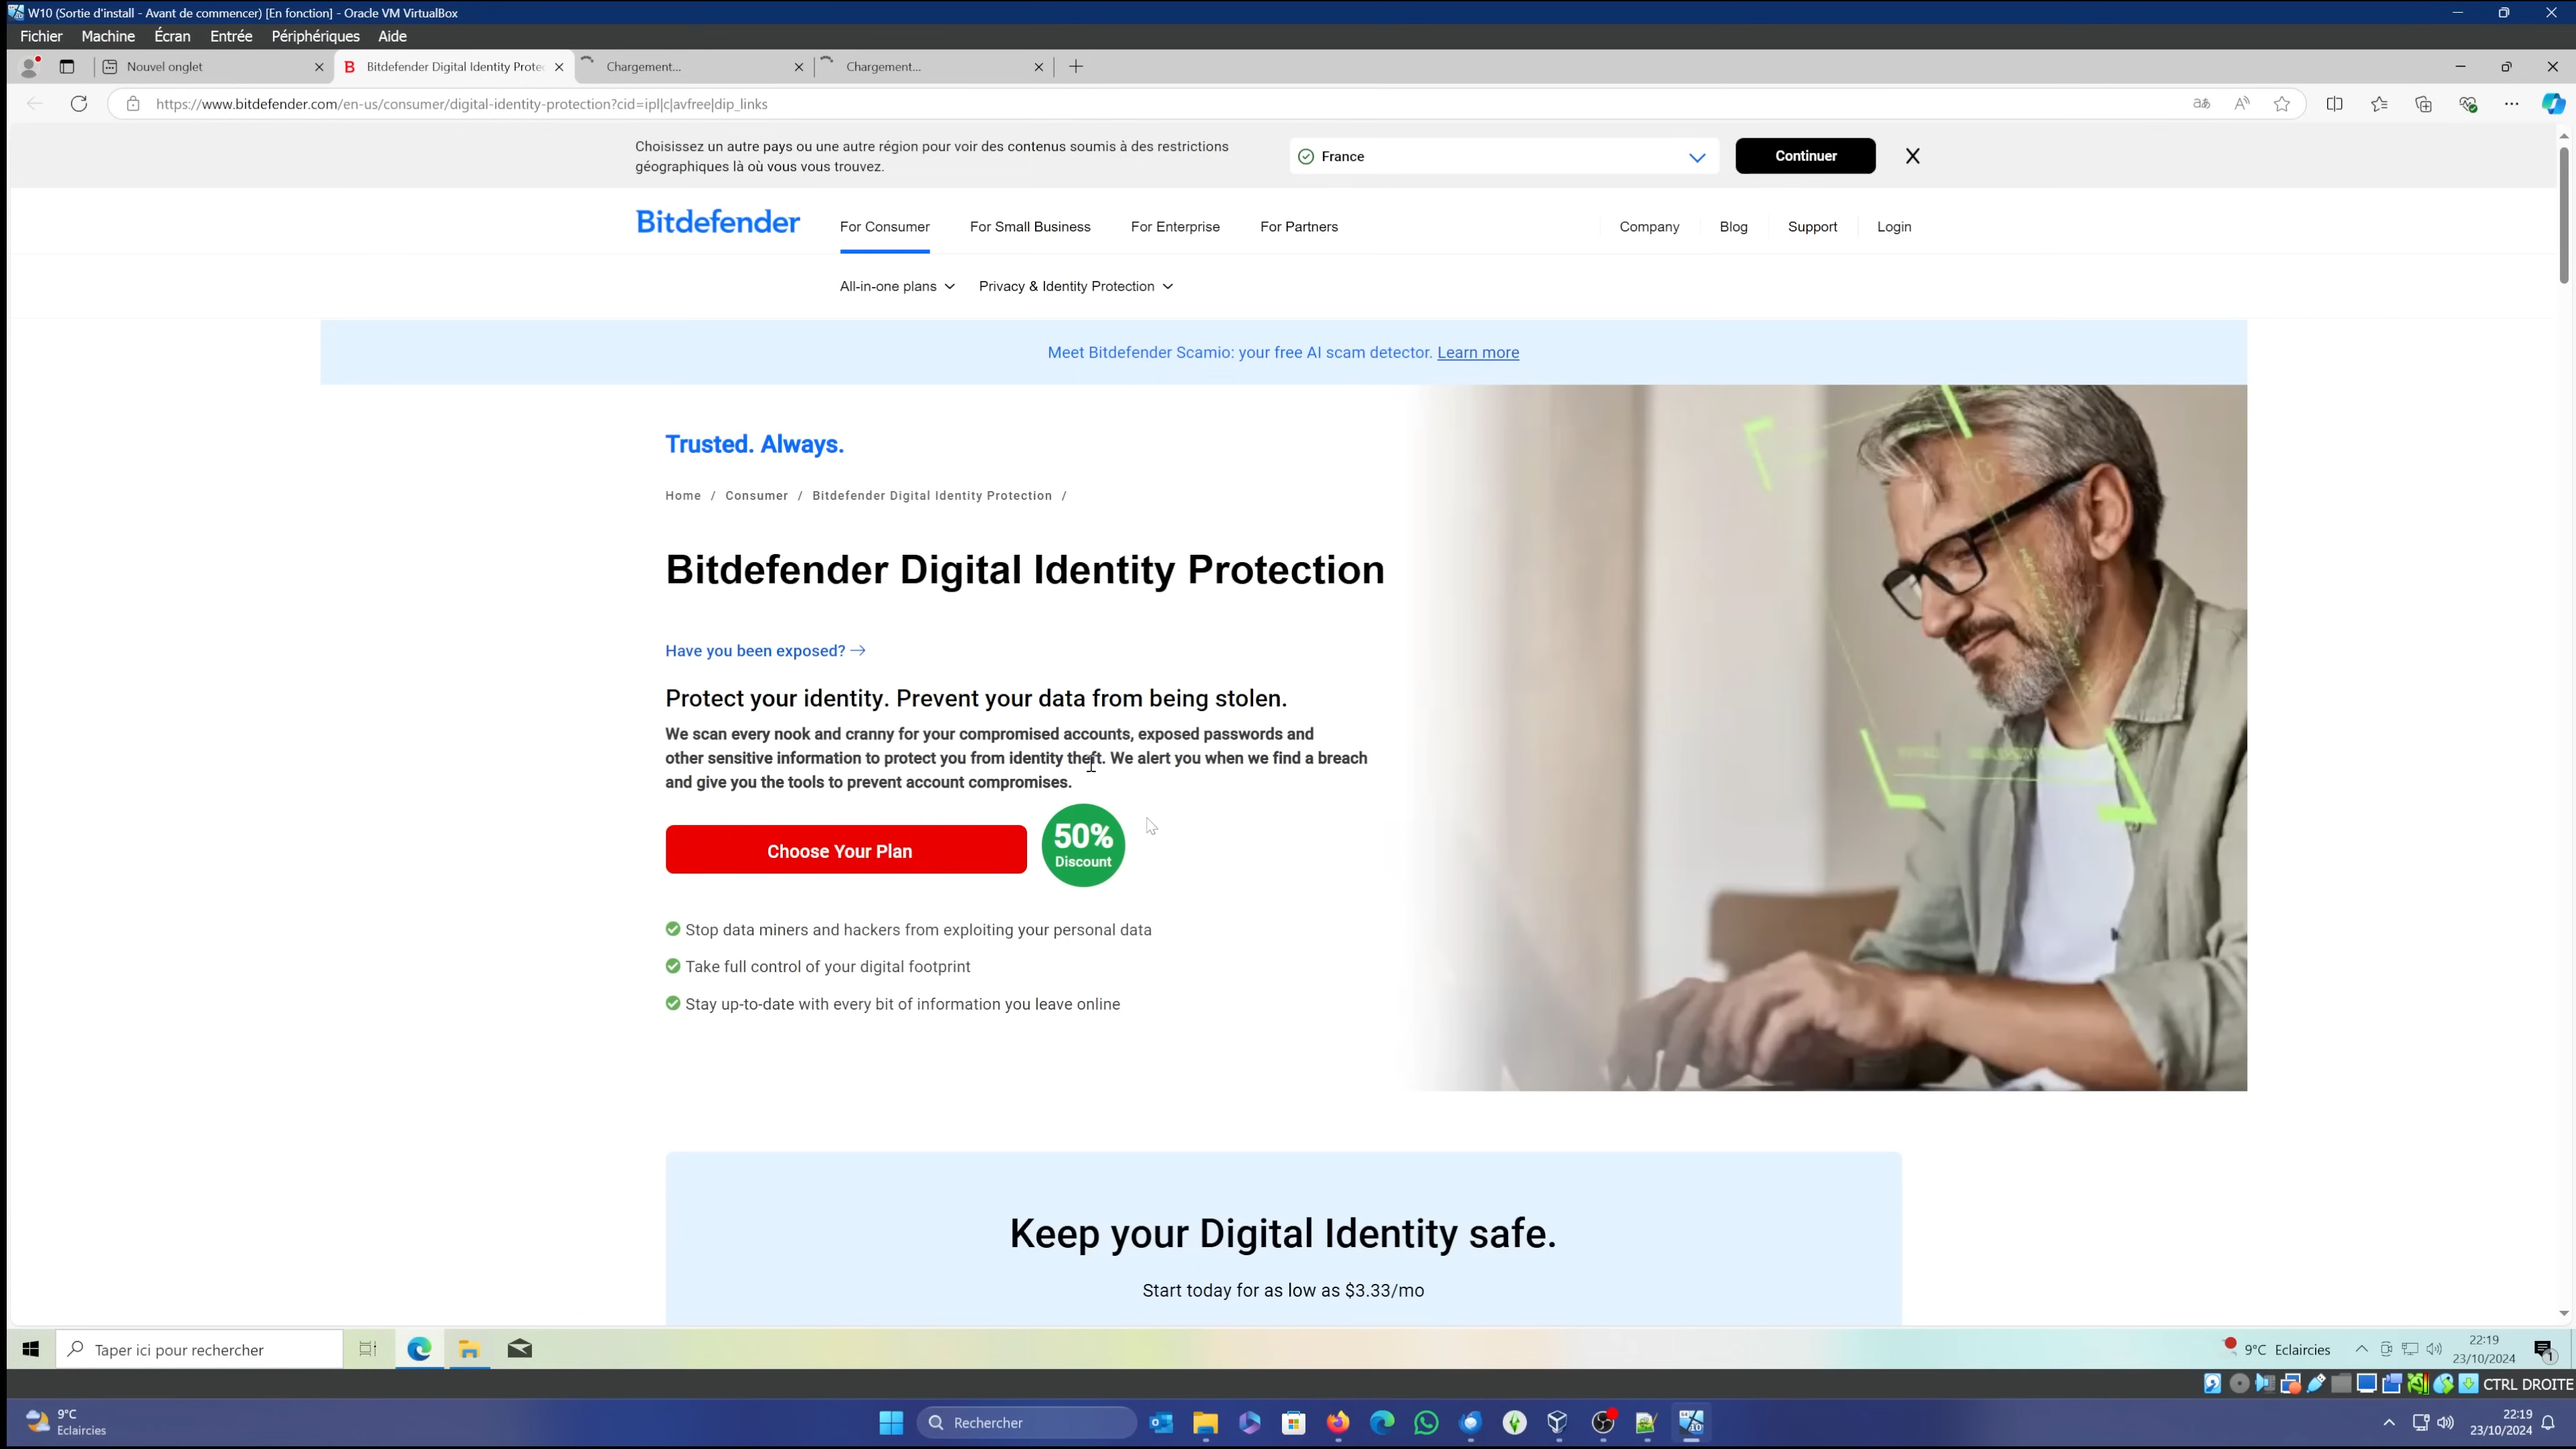 W10 (Sortie d'install - Avant de commencer) [En fonction] - Oracle VM VirtualBox
Fichier Machine Écran Entrée Périphériques Aide
Nouvel onglet
Bitdefender Digital Identity Prote
Chargement...
Chargement...
https://www.bitdefender.com/en-us/consumer/digital-identity-protection?cid=ipl|c|avfree|dip_links
Choisissez un autre pays ou une autre région pour voir des contenus soumis à des restrictions
géographiques là où vous vous trouvez.
France
Continuer
Bitdefender
For Consumer For Small Business For Enterprise For Partners
Company Blog Support Login
All-in-one plans Privacy & Identity Protection
Meet Bitdefender Scamio: your free AI scam detector. Learn more
Trusted. Always.
Home / Consumer / Bitdefender Digital Identity Protection /
Bitdefender Digital Identity Protection
Have you been exposed?
Protect your identity. Prevent your data from being stolen.
We scan every nook and cranny for your compromised accounts, exposed passwords and
other sensitive information to protect you from identity theft. We alert you when we find a breach
and give you the tools to prevent account compromises.
Choose Your Plan
50%
Discount
Stop data miners and hackers from exploiting your personal data
Take full control of your digital footprint
Stay up-to-date with every bit of information you leave online
Keep your Digital Identity safe.
Start today for as low as $3.33/mo
Taper ici pour rechercher
9°C Eclaircies
22:19
23/10/2024
1
CTRL DROITE
9°C
Eclaircies
Rechercher
22:19
23/10/2024